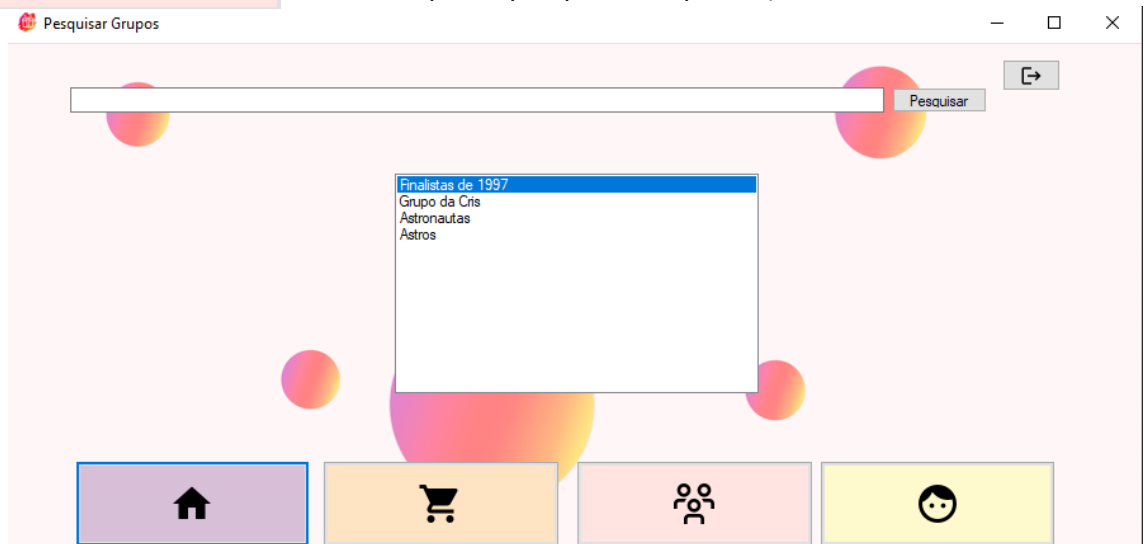 Pesquisar Grupos
Pesquisar
Finalistas de 1997
Grupo da Cris
Astronautas
Astros